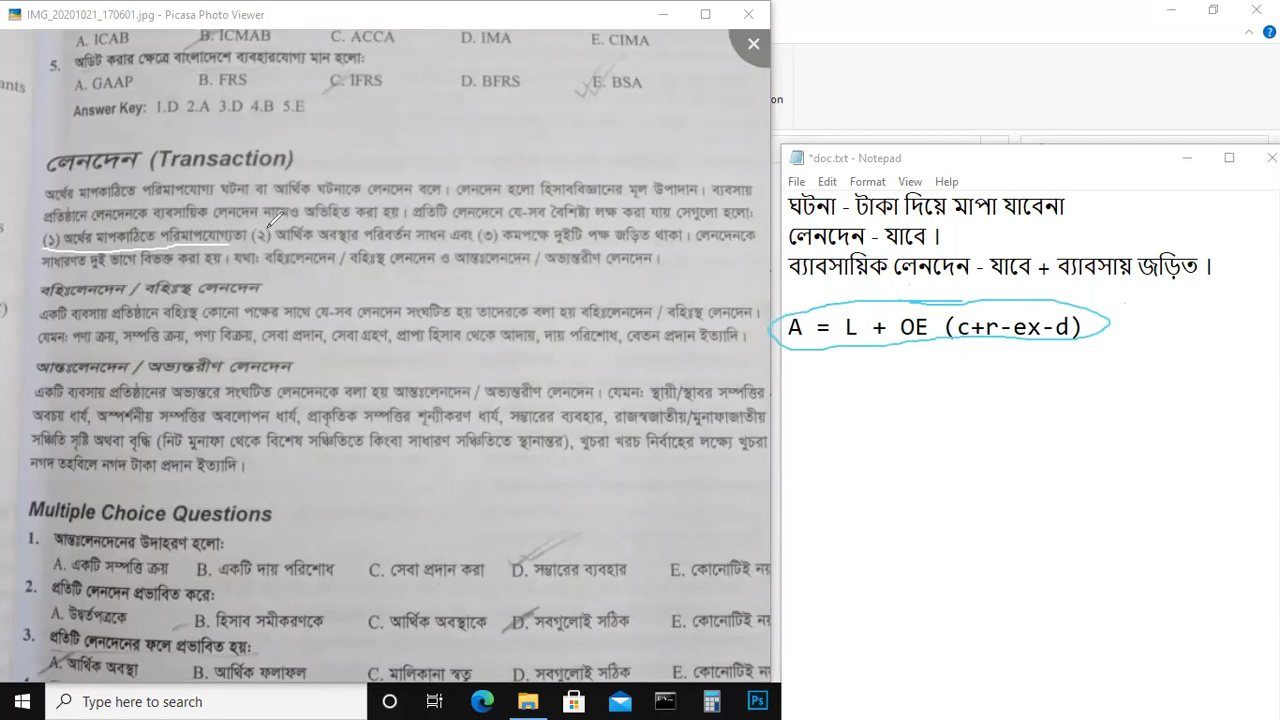 IMG_20201021_170601.jpg - Picasa Photo Viewer
A. ICAB B. ICMAB C. ACCA D. IMA E. CIMA
5. অডিট করার ক্ষেত্রে বাংলাদেশে ব্যবহারযোগ্য মান হলো:
A. GAAP B. FRS C. IFRS D. BFRS E. BSA
Answer Key: 1.D 2.A 3.D 4.B 5.E
লেনদেন (Transaction)
অর্থের মাপকাঠিতে পরিমাপযোগ্য ঘটনা বা আর্থিক ঘটনাকে লেনদেন বলে। লেনদেন হলো হিসাববিজ্ঞানের মূল উপাদান। ব্যবসায়
প্রতিষ্ঠানে লেনদেনকে ব্যবসায়িক লেনদেন নামেও অভিহিত করা হয়। প্রতিটি লেনদেনে যে-সব বৈশিষ্ট্য লক্ষ করা যায় সেগুলো হলো:
(১) অর্থের মাপকাঠিতে পরিমাপযোগ্যতা (২) আর্থিক অবস্থার পরিবর্তন সাধন এবং (৩) কমপক্ষে দুইটি পক্ষ জড়িত থাকা। লেনদেনকে
সাধারণত দুই ভাগে বিভক্ত করা হয়। যথা: বহিঃলেনদেন / বহিঃস্থ লেনদেন ও আন্তঃলেনদেন / অভ্যন্তরীণ লেনদেন।
বহিঃলেনদেন / বহিঃস্থ লেনদেন
একটি ব্যবসায় প্রতিষ্ঠানে বহিঃস্থ কোনো পক্ষের সাথে যে-সব লেনদেন সংঘটিত হয় তাদেরকে বলা হয় বহিঃলেনদেন / বহিঃস্থ লেনদেন।
যেমন: পণ্য ক্রয়, সম্পত্তি ক্রয়, পণ্য বিক্রয়, সেবা প্রদান, সেবা গ্রহণ, প্রাপ্য হিসাব থেকে আদায়, দায় পরিশোধ, বেতন প্রদান ইত্যাদি।
আন্তঃলেনদেন / অভ্যন্তরীণ লেনদেন
একটি ব্যবসায় প্রতিষ্ঠানের অভ্যন্তরে সংঘটিত লেনদেনকে বলা হয় আন্তঃলেনদেন / অভ্যন্তরীণ লেনদেন। যেমন: স্থায়ী/স্থাবর সম্পত্তির
অবচয় ধার্য, অস্পর্শনীয় সম্পত্তির অবলোপন ধার্য, প্রাকৃতিক সম্পত্তির শূন্যীকরণ ধার্য, সম্ভারের ব্যবহার, রাজস্বজাতীয়/মুনাফাজাতীয়
সঞ্চিতি সৃষ্টি অথবা বৃদ্ধি (নিট মুনাফা থেকে বিশেষ সঞ্চিতিতে কিংবা সাধারণ সঞ্চিতিতে স্থানান্তর), খুচরা খরচ নির্বাহের লক্ষ্যে খুচরা
নগদ তহবিলে নগদ টাকা প্রদান ইত্যাদি।
Multiple Choice Questions
1. আন্তঃলেনদেনের উদাহরণ হলো:
A. একটি সম্পত্তি ক্রয় B. একটি দায় পরিশোধ C. সেবা প্রদান করা D. সম্ভারের ব্যবহার E. কোনোটিই নয়
2. প্রতিটি লেনদেন প্রভাবিত করে:
A. উদ্বর্তপত্রকে B. হিসাব সমীকরণকে C. আর্থিক অবস্থাকে D. সবগুলোই সঠিক E. কোনোটিই নয়
3. প্রতিটি লেনদেনের ফলে প্রভাবিত হয়:
A. আর্থিক অবস্থা B. আর্থিক ফলাফল C. মালিকানা স্বত্ব D. সবগুলোই সঠিক E. কোনোটিই নয়
ants
on
*doc.txt - Notepad
File Edit Format View Help
ঘটনা - টাকা দিয়ে মাপা যাবেনা
লেনদেন - যাবে।
ব্যাবসায়িক লেনদেন - যাবে + ব্যাবসায় জড়িত।
A = L + OE (c+r-ex-d)
Type here to search
Ps